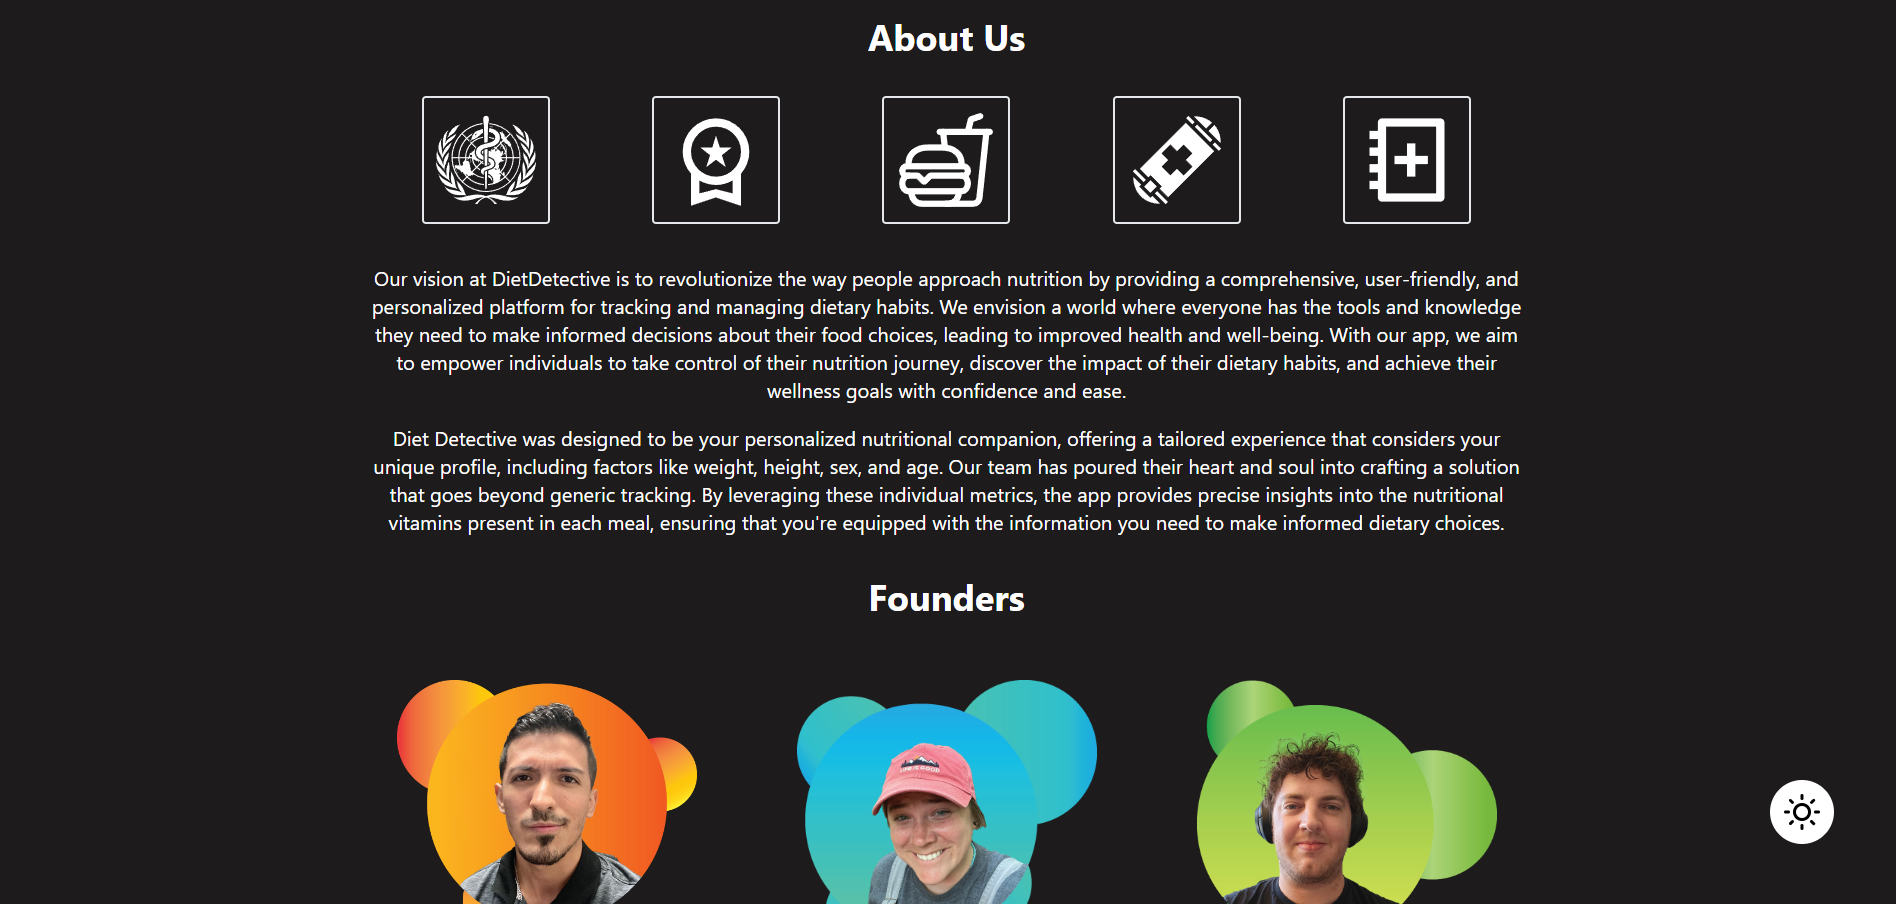 About Us
Our vision at DietDetective is to revolutionize the way people approach nutrition by providing a comprehensive, user-friendly, and
personalized platform for tracking and managing dietary habits. We envision a world where everyone has the tools and knowledge
they need to make informed decisions about their food choices, leading to improved health and well-being. With our app, we aim
to empower individuals to take control of their nutrition journey, discover the impact of their dietary habits, and achieve their
wellness goals with confidence and ease.
Diet Detective was designed to be your personalized nutritional companion, offering a tailored experience that considers your
unique profile, including factors like weight, height, sex, and age. Our team has poured their heart and soul into crafting a solution
that goes beyond generic tracking. By leveraging these individual metrics, the app provides precise insights into the nutritional
vitamins present in each meal, ensuring that you're equipped with the information you need to make informed dietary choices.
Founders